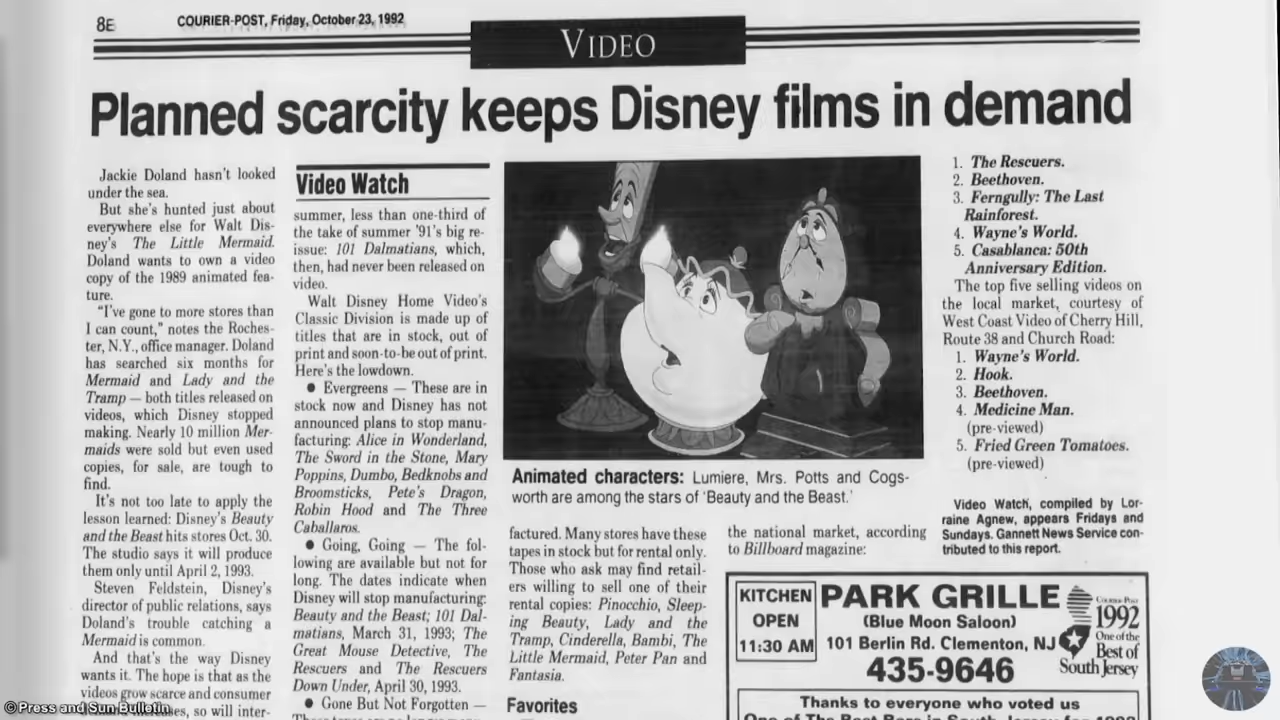 8E
COURIER-POST, Friday, October 23, 1992
VIDEO
Planned scarcity keeps Disney films in demand
Jackie Doland hasn't looked
under the sea.
But she's hunted just about
everywhere else for Walt Dis-
ney's The Little Mermaid.
Doland wants to own a video
copy of the 1989 animated fea-
ture.
"I've gone to more stores than
I can count," notes the Roches-
ter, N.Y., office manager. Doland
has searched six months for
Mermaid and Lady and the
Tramp — both titles released on
videos, which Disney stopped
making. Nearly 10 million Mer-
maids were sold but even used
copies, for sale, are tough to
find.
It's not too late to apply the
lesson learned: Disney's Beauty
and the Beast hits stores Oct. 30.
The studio says it will produce
them only until April 2, 1993.
Steven Feldstein, Disney's
director of public relations, says
Doland's trouble catching a
Mermaid is common.
And that's the way Disney
wants it. The hope is that as the
videos grow scarce and consumer
so will inter-
Video Watch
summer, less than one-third of
the take of summer '91's big re-
issue: 101 Dalmatians, which,
then, had never been released on
video.
Walt Disney Home Video's
Classic Division is made up of
titles that are in stock, out of
print and soon-to-be out of print.
Here's the lowdown.
● Evergreens — These are in
stock now and Disney has not
announced plans to stop manu-
facturing: Alice in Wonderland,
The Sword in the Stone, Mary
Poppins, Dumbo, Bedknobs and
Broomsticks, Pete's Dragon,
Robin Hood and The Three
Caballaros.
● Going, Going — The fol-
lowing are available but not for
long. The dates indicate when
Disney will stop manufacturing:
Beauty and the Beast; 101 Dal-
matians, March 31, 1993; The
Great Mouse Detective, The
Rescuers and The Rescuers
Down Under, April 30, 1993.
● Gone But Not Forgotten —
Animated characters: Lumiere, Mrs. Potts and Cogs-
worth are among the stars of 'Beauty and the Beast.'
factured. Many stores have these
tapes in stock but for rental only.
Those who ask may find retail-
ers willing to sell one of their
rental copies: Pinocchio, Sleep-
ing Beauty, Lady and the
Tramp, Cinderella, Bambi, The
Little Mermaid, Peter Pan and
Fantasia.
Favorites
the national market, according
to Billboard magazine:
1. The Rescuers.
2. Beethoven.
3. Ferngully: The Last
Rainforest.
4. Wayne's World.
5. Casablanca: 50th
Anniversary Edition.
The top five selling videos on
the local market, courtesy of
West Coast Video of Cherry Hill,
Route 38 and Church Road:
1. Wayne's World.
2. Hook.
3. Beethoven.
4. Medicine Man.
(pre-viewed)
5. Fried Green Tomatoes.
(pre-viewed)
Video Watch, compiled by Lor-
raine Agnew, appears Fridays and
Sundays. Gannett News Service con-
tributed to this report.
KITCHEN
OPEN
11:30 AM
PARK GRILLE
(Blue Moon Saloon)
101 Berlin Rd. Clementon, NJ
435-9646
Courier-Post
1992
One of the
Best of
South Jersey
Thanks to everyone who voted us
©Press and Sun Bulletin